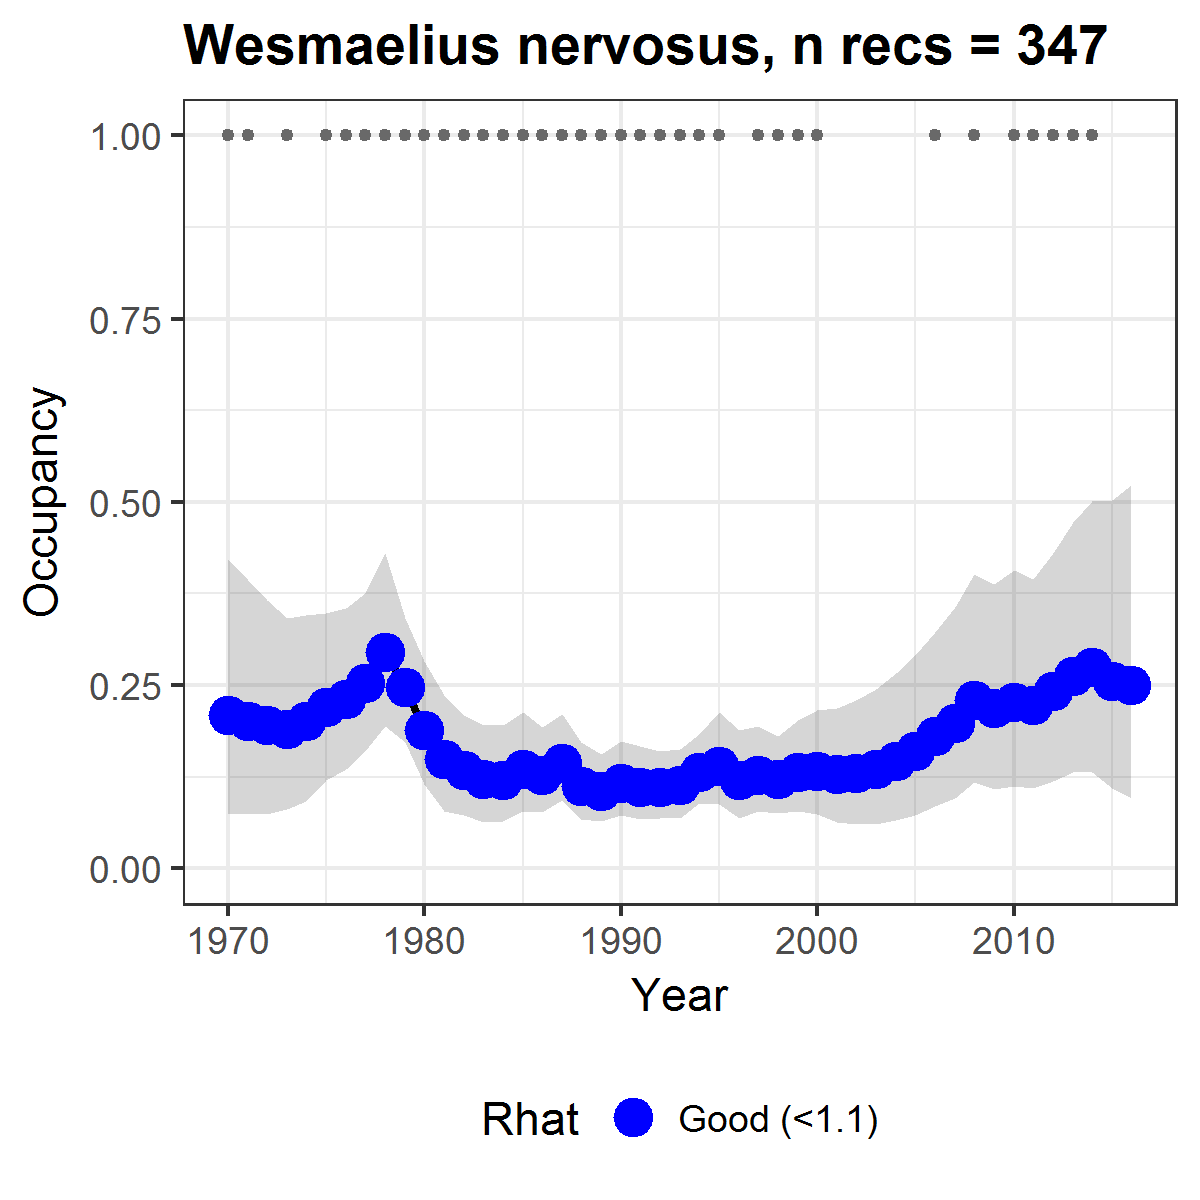 Wesmaelius nervosus, n recs = 347
1.00
0.75
0.50
0.25
0.00
Occupancy
1970 1980 1990 2000 2010
Year
Rhat Good (<1.1)